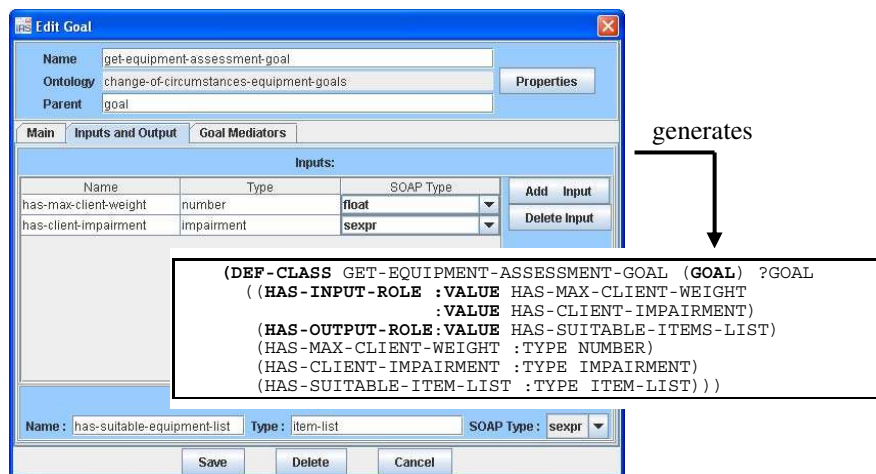 IRS Edit Goal
Name get-equipment-assessment-goal
Ontology change-of-circumstances-equipment-goals
Properties
Parent goal
Main Inputs and Output Goal Mediators
generates
Inputs:
Name Type SOAP Type
Add Input
has-max-client-weight number float
Delete Input
has-client-impairment impairment sexpr
(DEF-CLASS GET-EQUIPMENT-ASSESSMENT-GOAL (GOAL) ?GOAL
((HAS-INPUT-ROLE :VALUE HAS-MAX-CLIENT-WEIGHT
:VALUE HAS-CLIENT-IMPAIRMENT)
(HAS-OUTPUT-ROLE:VALUE HAS-SUITABLE-ITEMS-LIST)
(HAS-MAX-CLIENT-WEIGHT :TYPE NUMBER)
(HAS-CLIENT-IMPAIRMENT :TYPE IMPAIRMENT)
(HAS-SUITABLE-ITEM-LIST :TYPE ITEM-LIST)))
Name : has-suitable-equipment-list Type : item-list SOAP Type : sexpr
Save Delete Cancel